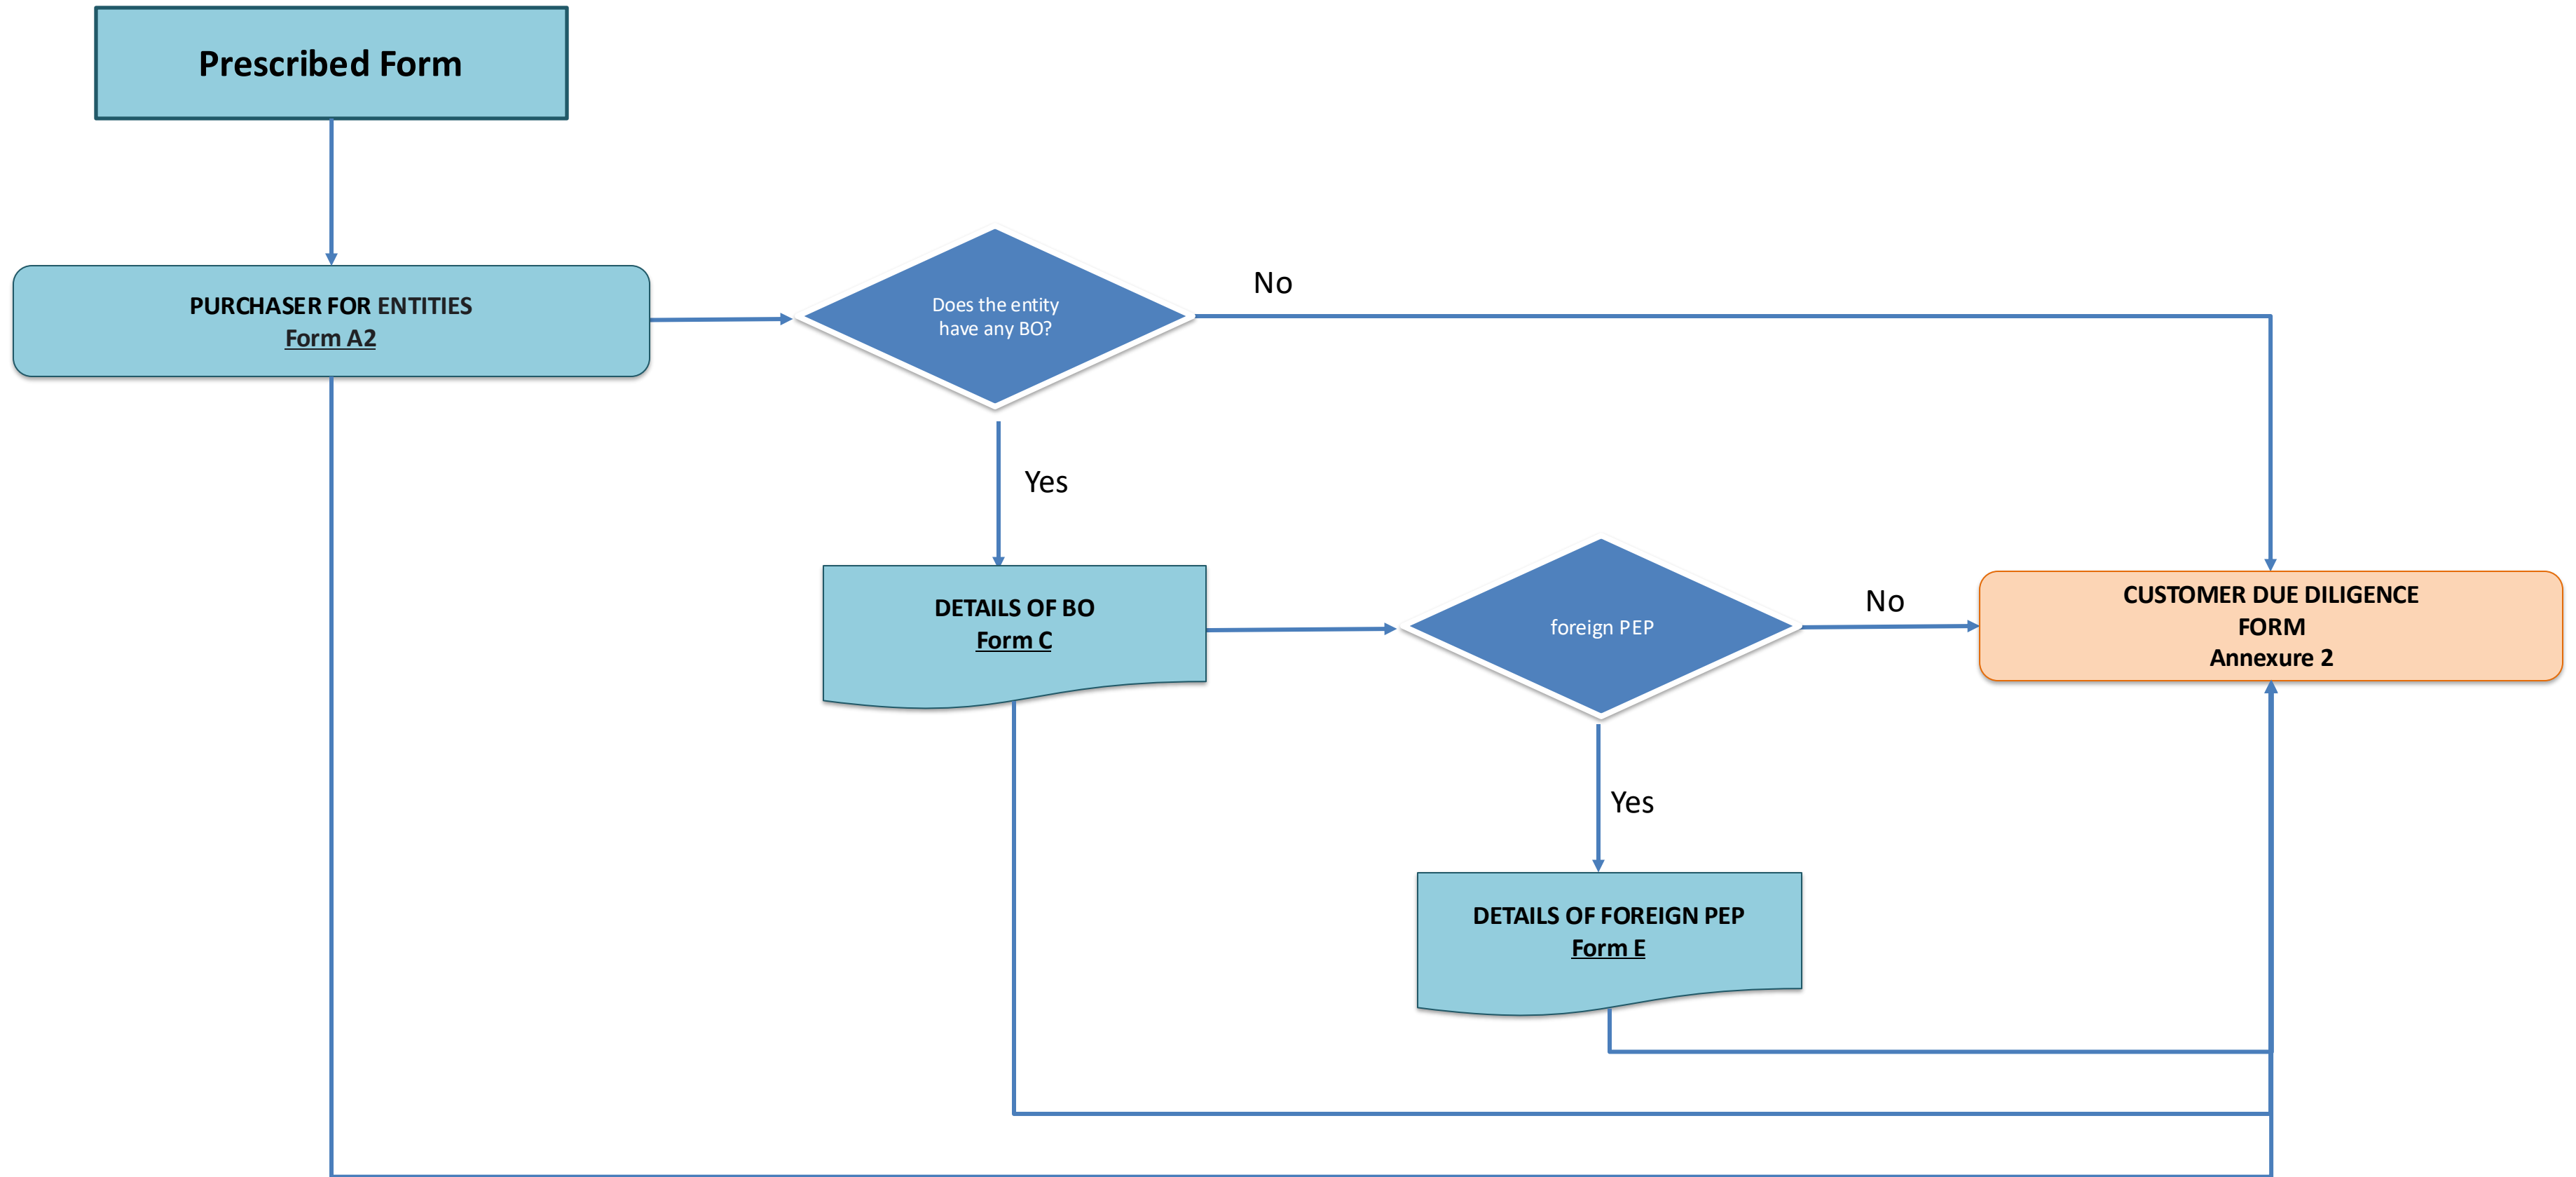 Prescribed Form
PURCHASER FOR ENTITIES
Form A2
Does the entity
have any BO?
No
Yes
DETAILS OF BO
Form C
foreign PEP
No
CUSTOMER DUE DILIGENCE
FORM
Annexure 2
Yes
DETAILS OF FOREIGN PEP
Form E